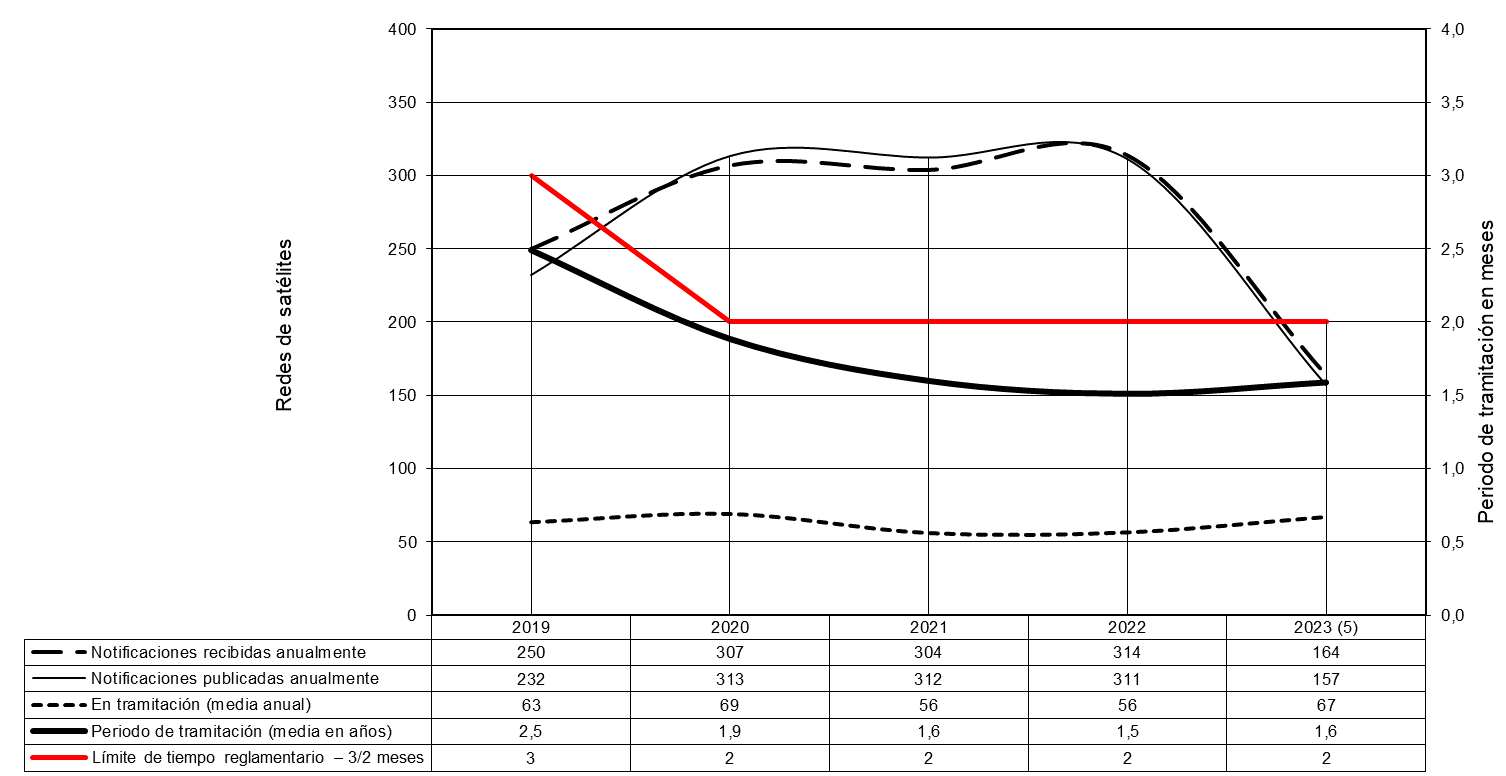 400
350
300
250
200
150
100
50
0
Redes de satélites
4,0
3,5
3,0
2,5
2,0
1,5
1,0
0,5
0,0
Periodo de tramitación en meses
2019 2020 2021 2022 2023 (5)
Notificaciones recibidas anualmente 250 307 304 314 164
Notificaciones publicadas anualmente 232 313 312 311 157
En tramitación (media anual) 63 69 56 56 67
Periodo de tramitación (media en años) 2,5 1,9 1,6 1,5 1,6
Límite de tiempo reglamentario – 3/2 meses 3 2 2 2 2